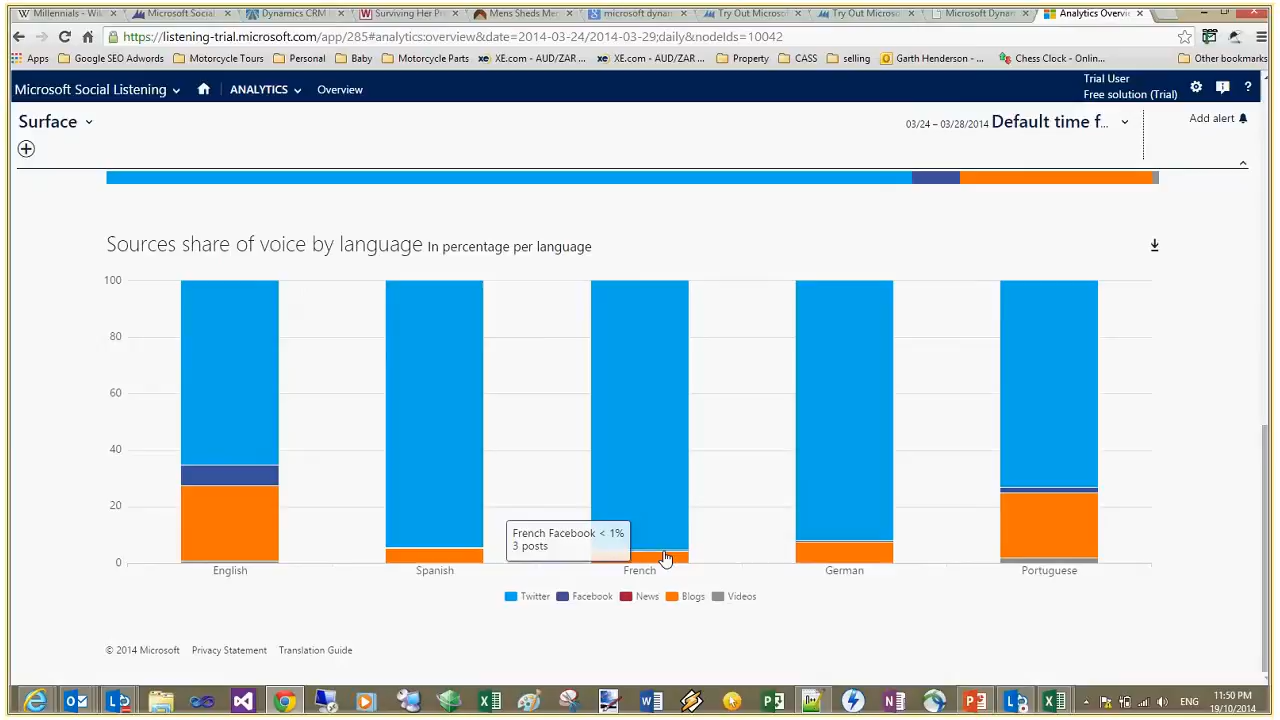 Millennials - Wiki
Microsoft Social
Dynamics CRM
Surviving Her P
Mens Sheds Me
microsoft dynam
Try Out Microso
Try Out Microso
Microsoft Dynam
Analytics Overvi
https://listening-trial.microsoft.com/app/285#analytics:overview&date=2014-03-24/2014-03-29;daily&nodeIds=10042
Apps Google SEO Adwords Motorcycle Tours Personal Baby Motorcycle Parts XE.com - AUD/ZAR ... XE.com - AUD/ZAR ... Property CASS selling Garth Henderson - ... Chess Clock - Onlin... Other bookmarks
Microsoft Social Listening ANALYTICS Overview
Trial User
Free solution (Trial)
?
Surface
03/24 – 03/28/2014 Default time f...
Add alert
Sources share of voice by language In percentage per language
100
80
60
40
20
0
French Facebook < 1%
3 posts
English Spanish French German Portuguese
Twitter Facebook News Blogs Videos
© 2014 Microsoft Privacy Statement Translation Guide
ENG
11:50 PM
19/10/2014